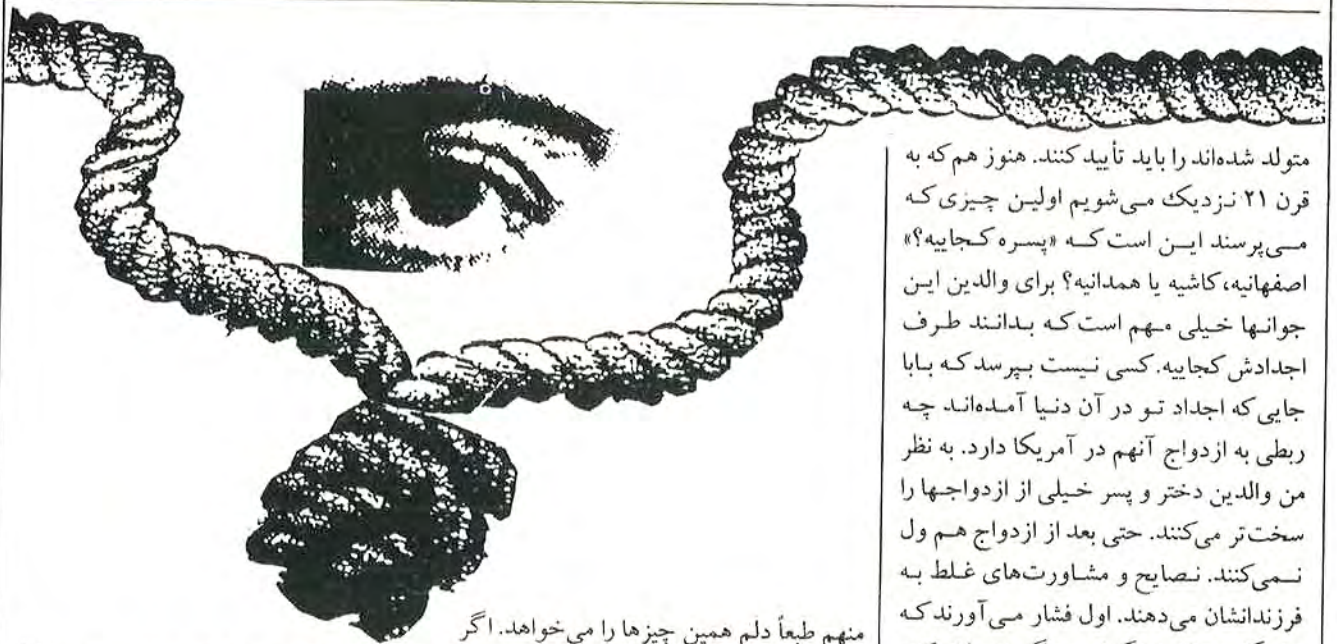 متولد شده‌اند را باید تأیید کنند. هنوز هم که به
قرن ۲۱ نزدیک می‌شویم اولین چیزی که
می‌پرسند این است که «پسره کجاییه؟»
اصفهانیه، کاشیه یا همدانیه؟ برای والدین این
جوانها خیلی مهم است که بدانند طرف
اجدادش کجاییه. کسی نیست بپرسد که بابا
جایی که اجداد تو در آن دنیا آمده‌اند چه
ربطی به ازدواج آنهم در آمریکا دارد. به نظر
من والدین دختر و پسر خیلی از ازدواجها را
سخت‌تر می‌کنند. حتی بعد از ازدواج هم ول
نمی‌کنند. نصایح و مشاورت‌های غلط به
فرزندانشان می‌دهند. اول فشار می‌آورند که
منهم طبعاً دلم همین چیزها را می‌خواهد. اگر